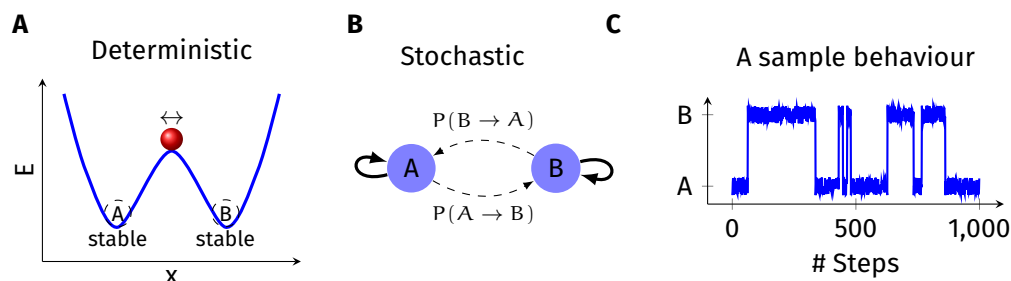 A
Deterministic
↔
E
A
B
stable
stable
X
B
Stochastic
P(B → A)
A
B
P(A → B)
C
A sample behaviour
B
A
0
500
1,000
# Steps